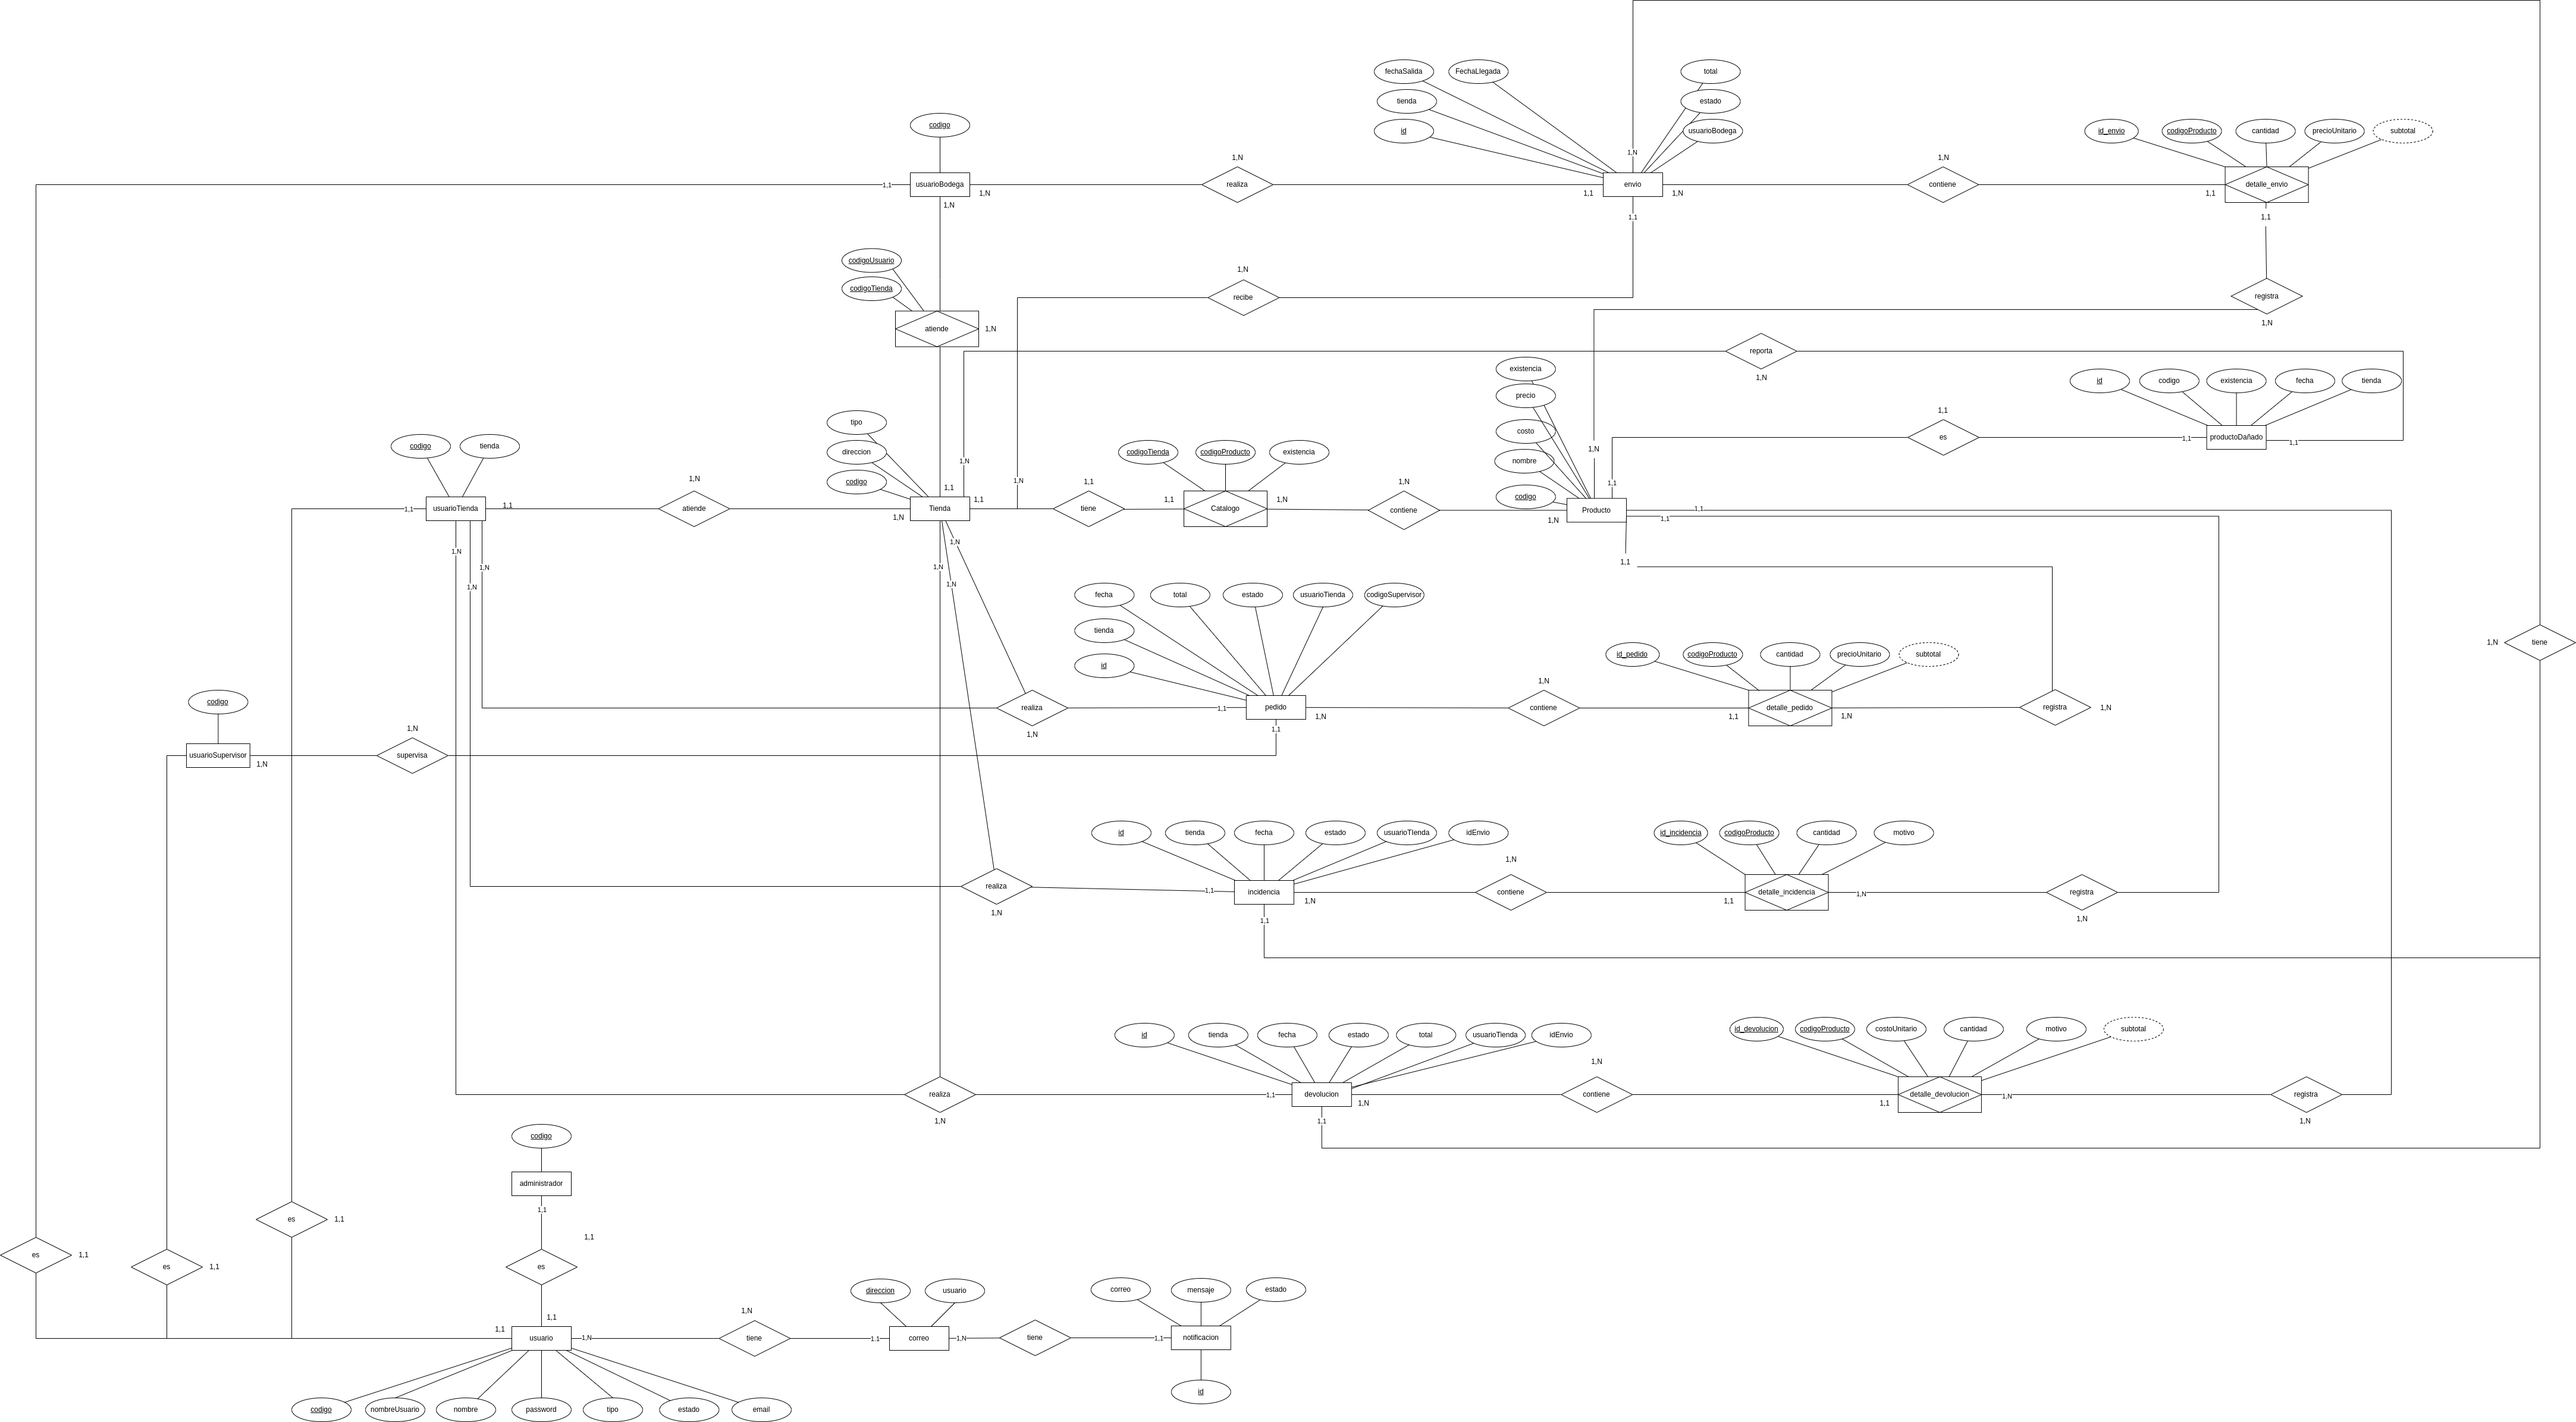 fechaSalida
FechaLlegada
total
tienda
estado
id
usuarioBodega
codigo
id_envio
codigoProducto
cantidad
precioUnitario
subtotal
1,N
1,N
1,N
1,1
usuarioBodega
1,N
realiza
1,1
envio
1,N
contiene
1,1
detalle_envio
1,N
1,1
1,1
codigoUsuario
codigoTienda
1,N
recibe
registra
1,N
atiende
1,N
reporta
1,N
existencia
precio
costo
nombre
codigo
id
codigo
existencia
fecha
tienda
1,1
es
1,1
productoDañado
1,1
tipo
direccion
codigo
codigo
tienda
1,N
1,N
1,N
1,1
codigoTienda
codigoProducto
existencia
1,N
1,1
1,N
1,1
1,1
1,1
1,1
1,N
1,N
1,1
usuarioTienda
1,1
atiende
1,N
Tienda
tiene
Catalogo
contiene
1,N
Producto
1,1
1,1
1,N
1,N
1,N
1,N
1,N
1,N
1,1
fecha
total
estado
usuarioTienda
codigoSupervisor
tienda
id
id_pedido
codigoProducto
cantidad
precioUnitario
subtotal
1,N
tiene
codigo
1,N
realiza
1,1
pedido
1,N
contiene
1,1
detalle_pedido
1,N
registra
1,N
1,N
1,N
1,1
usuarioSupervisor
1,N
supervisa
id
tienda
fecha
estado
usuarioTIenda
idEnvio
id_incidencia
codigoProducto
cantidad
motivo
1,N
realiza
1,1
incidencia
1,N
contiene
1,1
detalle_incidencia
1,N
registra
1,N
1,1
1,N
id
tienda
fecha
estado
total
usuarioTienda
idEnvio
id_devolucion
codigoProducto
costoUnitario
cantidad
motivo
subtotal
1,N
realiza
1,1
devolucion
1,N
contiene
1,1
detalle_devolucion
1,N
registra
1,N
1,1
1,N
codigo
administrador
1,1
es
1,1
1,1
es
1,1
es
1,1
es
1,1
direccion
usuario
correo
mensaje
estado
1,N
1,1
usuario
1,N
tiene
1,1
correo
1,N
tiene
1,1
notificacion
id
codigo
nombreUsuario
nombre
password
tipo
estado
email